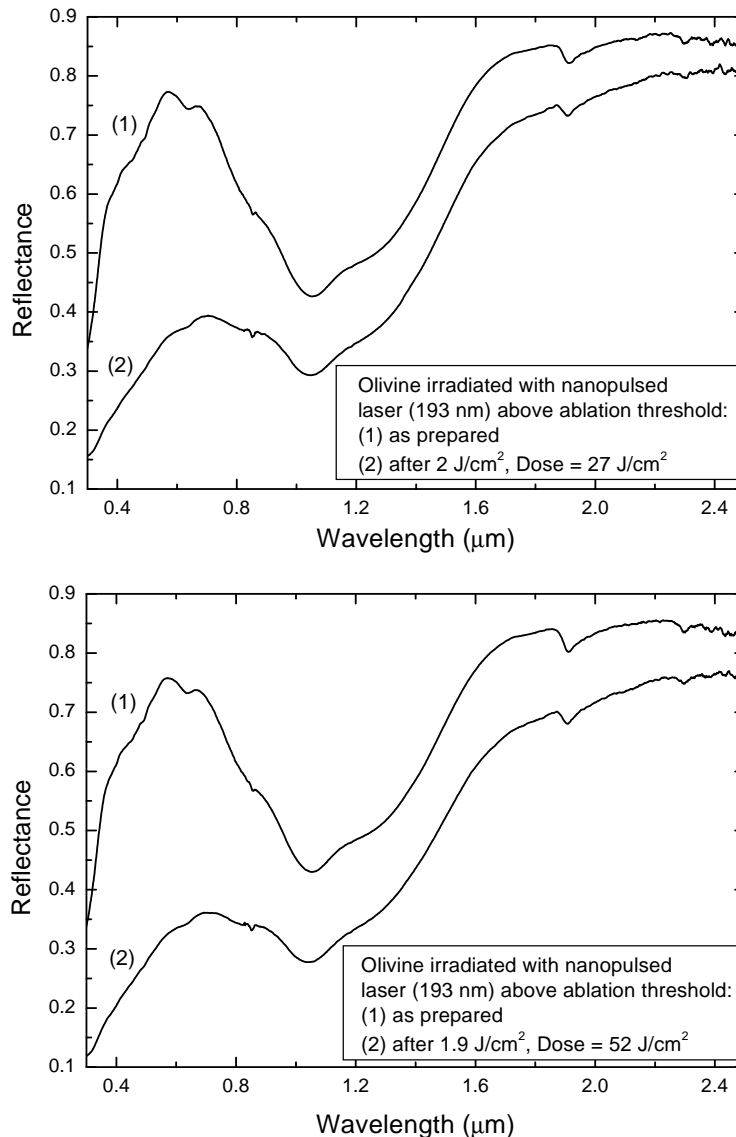 0.9
0.8
0.7
0.6
0.5
0.4
0.3
0.2
0.1
Reflectance
(1)
(2)
Olivine irradiated with nanopulsed
laser (193 nm) above ablation threshold:
(1) as prepared
(2) after 2 J/cm², Dose = 27 J/cm²
0.4 0.8 1.2 1.6 2.0 2.4
Wavelength (μm)
0.9
0.8
0.7
0.6
0.5
0.4
0.3
0.2
0.1
Reflectance
(1)
(2)
Olivine irradiated with nanopulsed
laser (193 nm) above ablation threshold:
(1) as prepared
(2) after 1.9 J/cm², Dose = 52 J/cm²
0.4 0.8 1.2 1.6 2.0 2.4
Wavelength (μm)